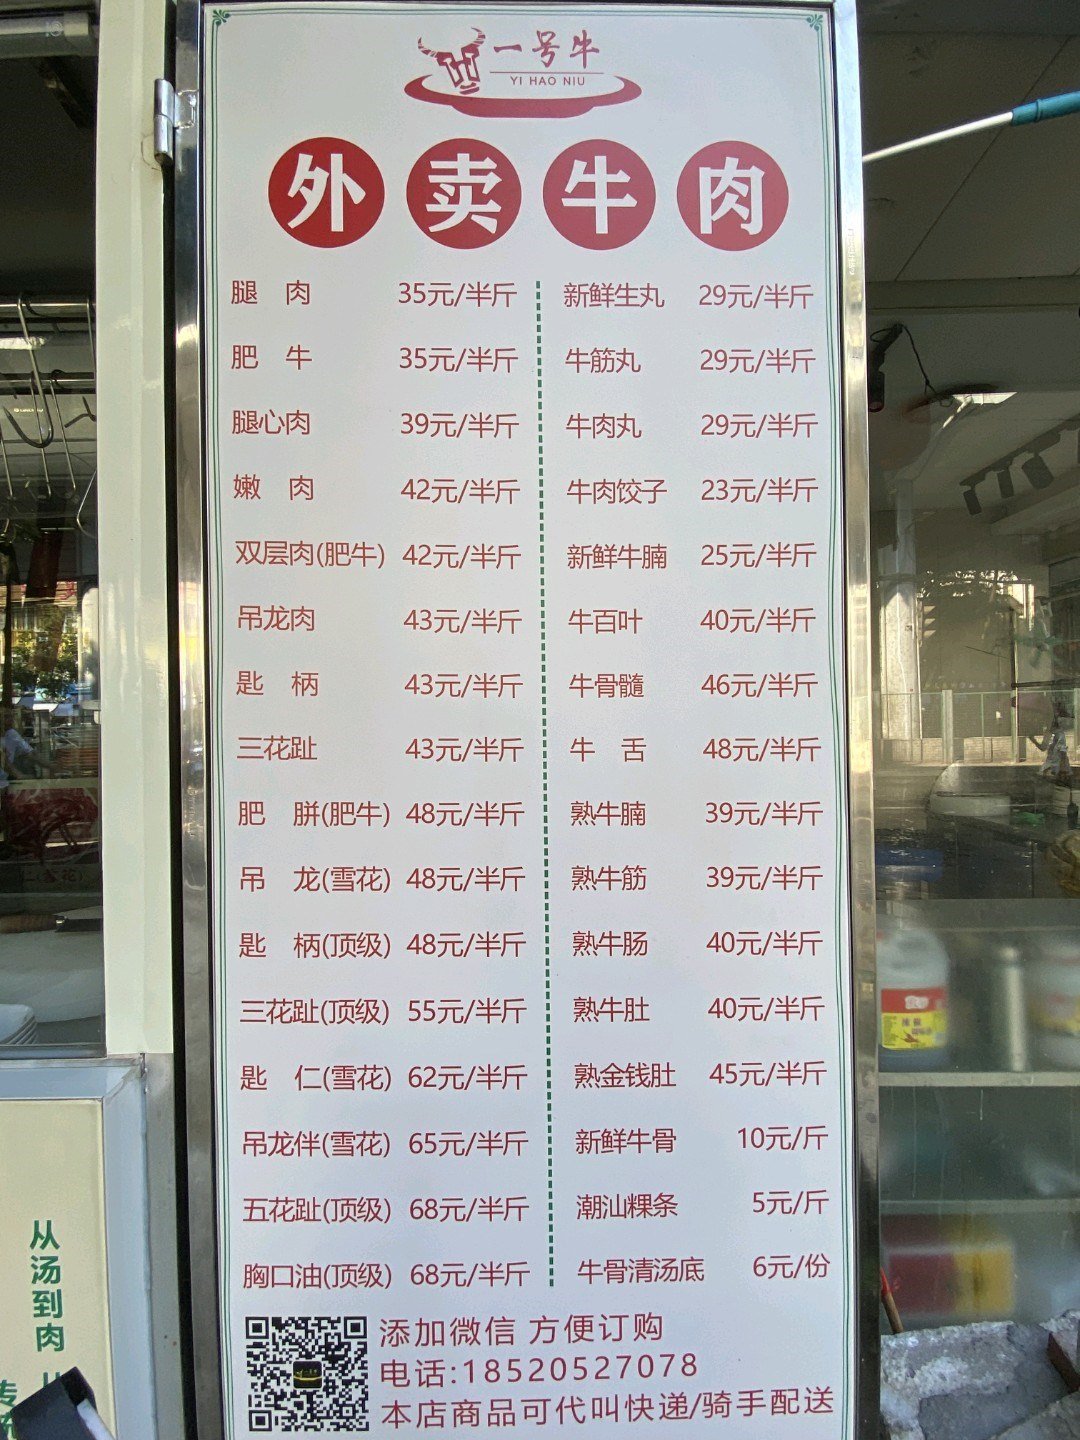 一号牛
YI HAO NIU
外卖牛肉
腿肉 35元/半斤
肥牛 35元/半斤
腿心肉 39元/半斤
嫩肉 42元/半斤
双层肉(肥牛) 42元/半斤
吊龙肉 43元/半斤
匙柄 43元/半斤
三花趾 43元/半斤
肥胼(肥牛) 48元/半斤
吊龙(雪花) 48元/半斤
匙柄(顶级) 48元/半斤
三花趾(顶级) 55元/半斤
匙仁(雪花) 62元/半斤
吊龙伴(雪花) 65元/半斤
五花趾(顶级) 68元/半斤
胸口油(顶级) 68元/半斤
新鲜生丸 29元/半斤
牛筋丸 29元/半斤
牛肉丸 29元/半斤
牛肉饺子 23元/半斤
新鲜牛腩 25元/半斤
牛百叶 40元/半斤
牛骨髓 46元/半斤
牛舌 48元/半斤
熟牛腩 39元/半斤
熟牛筋 39元/半斤
熟牛肠 40元/半斤
熟牛肚 40元/半斤
熟金钱肚 45元/半斤
新鲜牛骨 10元/斤
潮汕粿条 5元/斤
牛骨清汤底 6元/份
添加微信 方便订购
电话:18520527078
本店商品可代叫快递/骑手配送
从汤到肉